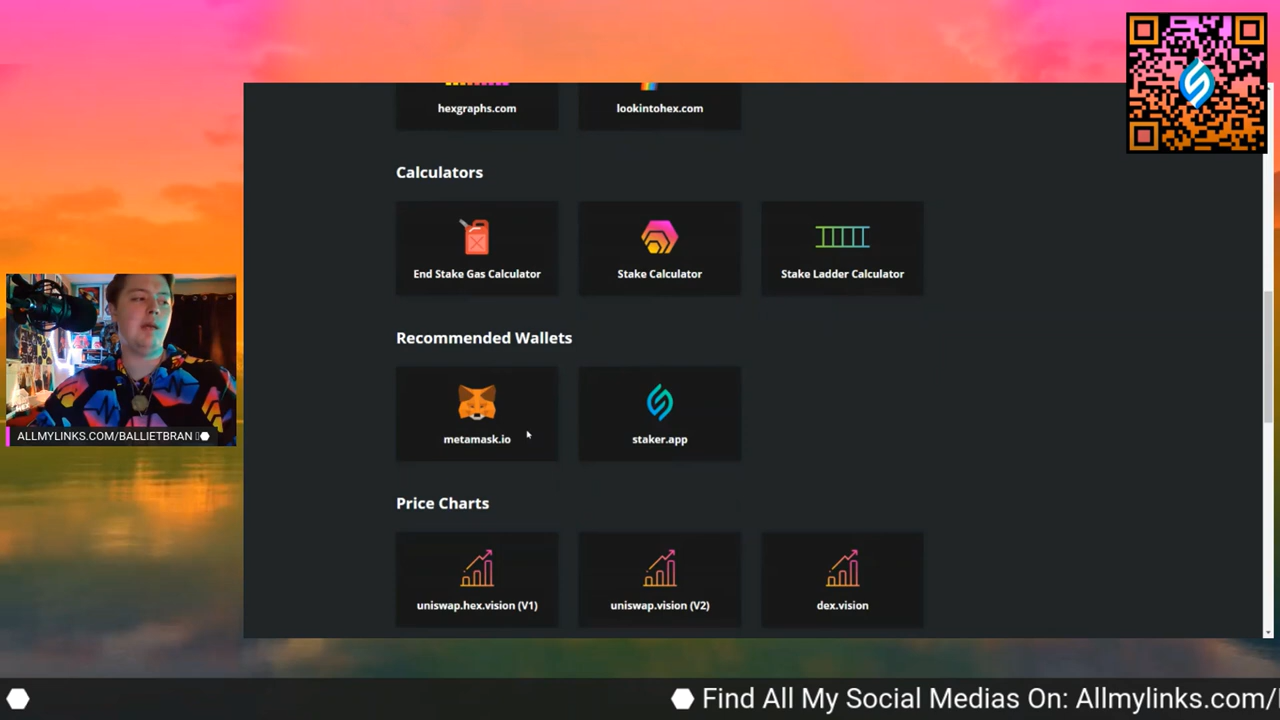 hexgraphs.com
lookintohex.com
Calculators
End Stake Gas Calculator
Stake Calculator
Stake Ladder Calculator
Recommended Wallets
metamask.io
staker.app
Price Charts
uniswap.hex.vision (V1)
uniswap.vision (V2)
dex.vision
ALLMYLINKS.COM/BALLIETBRAN
Find All My Social Medias On: Allmylinks.com/